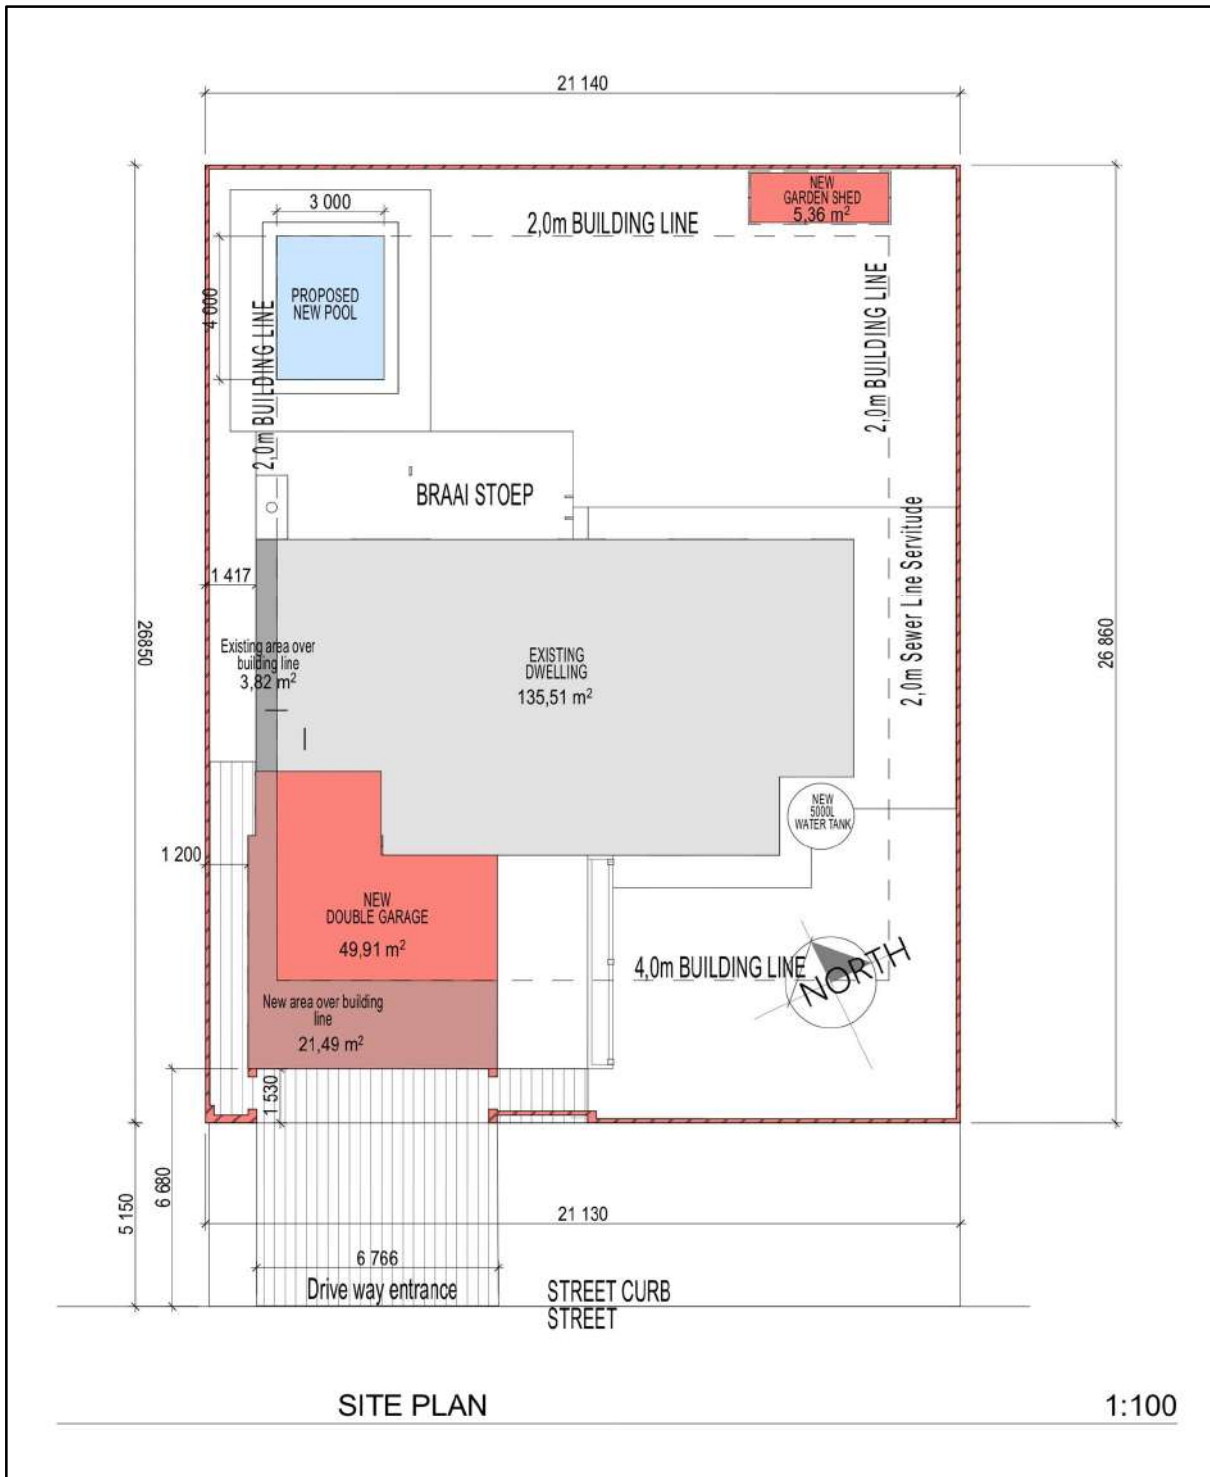 21 140
3 000
NEW
GARDEN SHED
5,36 m²
2,0m BUILDING LINE
PROPOSED
NEW POOL
4 000
2,0m BUILDING LINE
2,0m BUILDING LINE
BRAAI STOEP
1 417
26850
Existing area over
building line
3,82 m²
EXISTING
DWELLING
135,51 m²
2,0m Sewer Line Servitude
26 860
NEW
5000L
WATER TANK
1 200
NEW
DOUBLE GARAGE
49,91 m²
4,0m BUILDING LINE
NORTH
New area over building
line
21,49 m²
1 530
6 680
5 150
21 130
6 766
Drive way entrance
STREET CURB
STREET
SITE PLAN
1:100